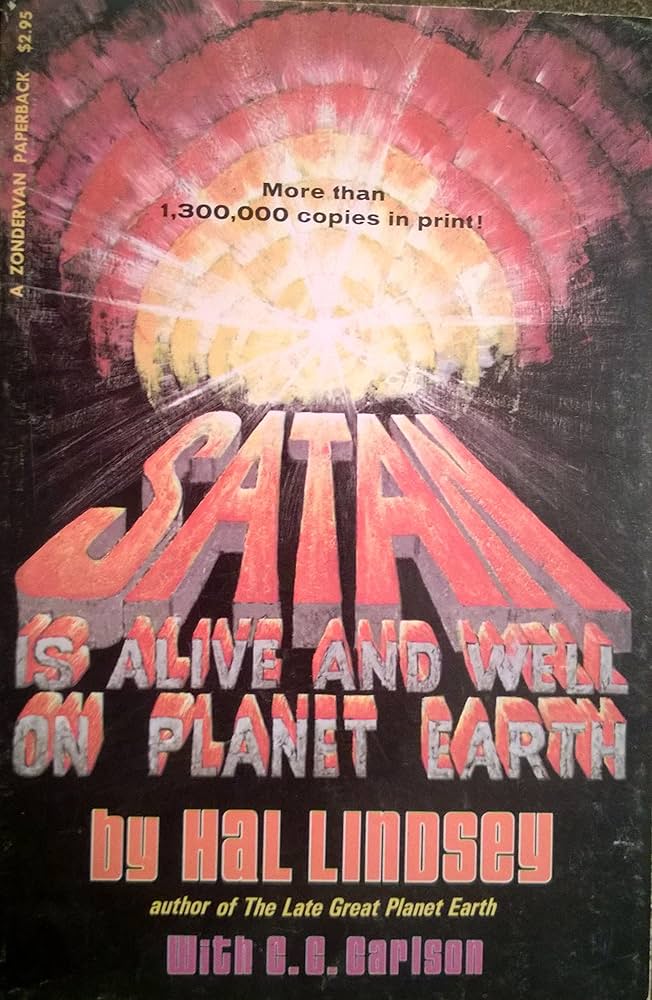 A ZONDERVAN PAPERBACK $2.95
More than
1,300,000 copies in print!
SATAN
IS ALIVE AND WELL
ON PLANET EARTH
by Hal Lindsey
author of The Late Great Planet Earth
With C. C. Carlson